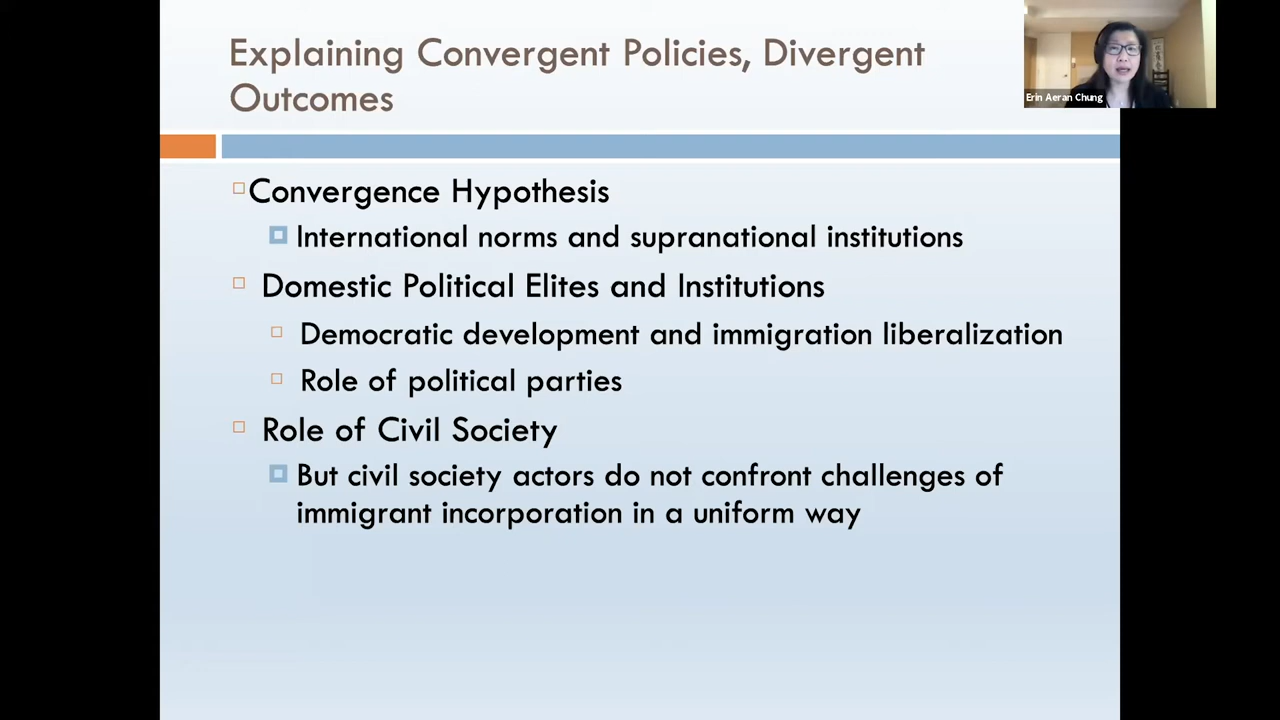 Explaining Convergent Policies, Divergent
Outcomes
Erin Aeran Chung
Convergence Hypothesis
International norms and supranational institutions
Domestic Political Elites and Institutions
Democratic development and immigration liberalization
Role of political parties
Role of Civil Society
But civil society actors do not confront challenges of
immigrant incorporation in a uniform way